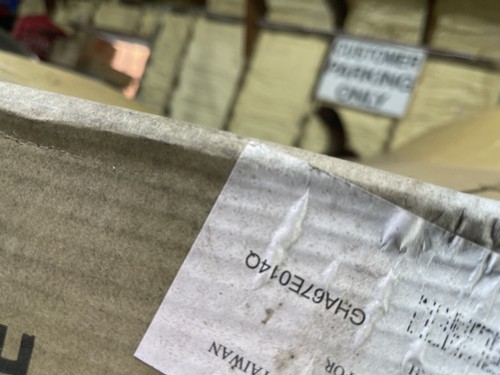 CUSTOMER
PARKING
ONLY
GHA67E014Q
TAIWAN